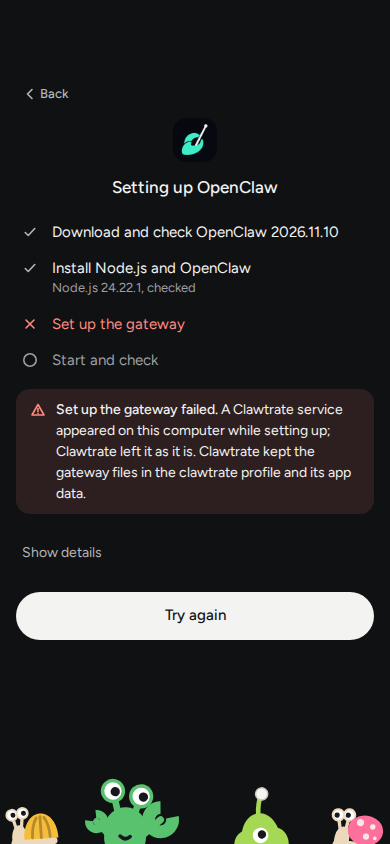 Back
Setting up OpenClaw
Download and check OpenClaw 2026.11.10
Install Node.js and OpenClaw
Node.js 24.22.1, checked
Set up the gateway
Start and check
Set up the gateway failed. A Clawtrate service
appeared on this computer while setting up;
Clawtrate left it as it is. Clawtrate kept the
gateway files in the clawtrate profile and its app
data.
Show details
Try again